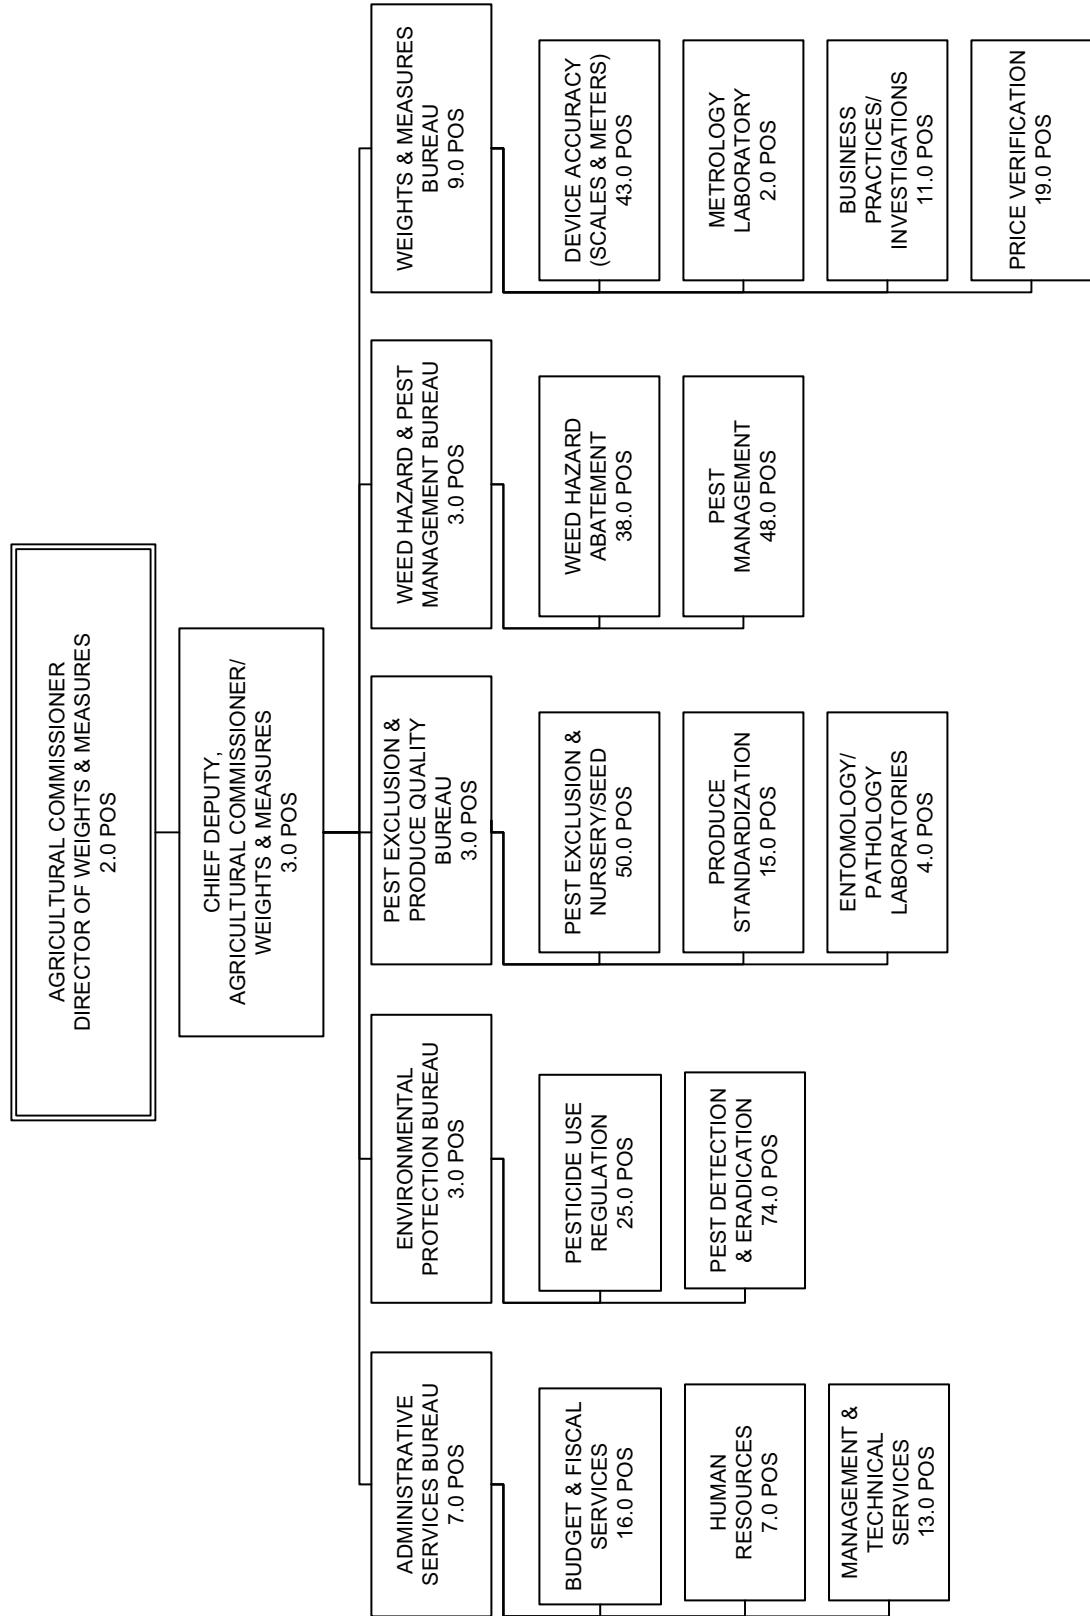 AGRICULTURAL COMMISSIONER
DIRECTOR OF WEIGHTS & MEASURES
2.0 POS
CHIEF DEPUTY,
AGRICULTURAL COMMISSIONER/
WEIGHTS & MEASURES
3.0 POS
ADMINISTRATIVE
SERVICES BUREAU
7.0 POS
BUDGET & FISCAL
SERVICES
16.0 POS
HUMAN
RESOURCES
7.0 POS
MANAGEMENT &
TECHNICAL
SERVICES
13.0 POS
ENVIRONMENTAL
PROTECTION BUREAU
3.0 POS
PESTICIDE USE
REGULATION
25.0 POS
PEST DETECTION
& ERADICATION
74.0 POS
PEST EXCLUSION &
PRODUCE QUALITY
BUREAU
3.0 POS
PEST EXCLUSION &
NURSERY/SEED
50.0 POS
PRODUCE
STANDARDIZATION
15.0 POS
ENTOMOLOGY/
PATHOLOGY
LABORATORIES
4.0 POS
WEED HAZARD & PEST
MANAGEMENT BUREAU
3.0 POS
WEED HAZARD
ABATEMENT
38.0 POS
PEST
MANAGEMENT
48.0 POS
WEIGHTS & MEASURES
BUREAU
9.0 POS
DEVICE ACCURACY
(SCALES & METERS)
43.0 POS
METROLOGY
LABORATORY
2.0 POS
BUSINESS
PRACTICES/
INVESTIGATIONS
11.0 POS
PRICE VERIFICATION
19.0 POS